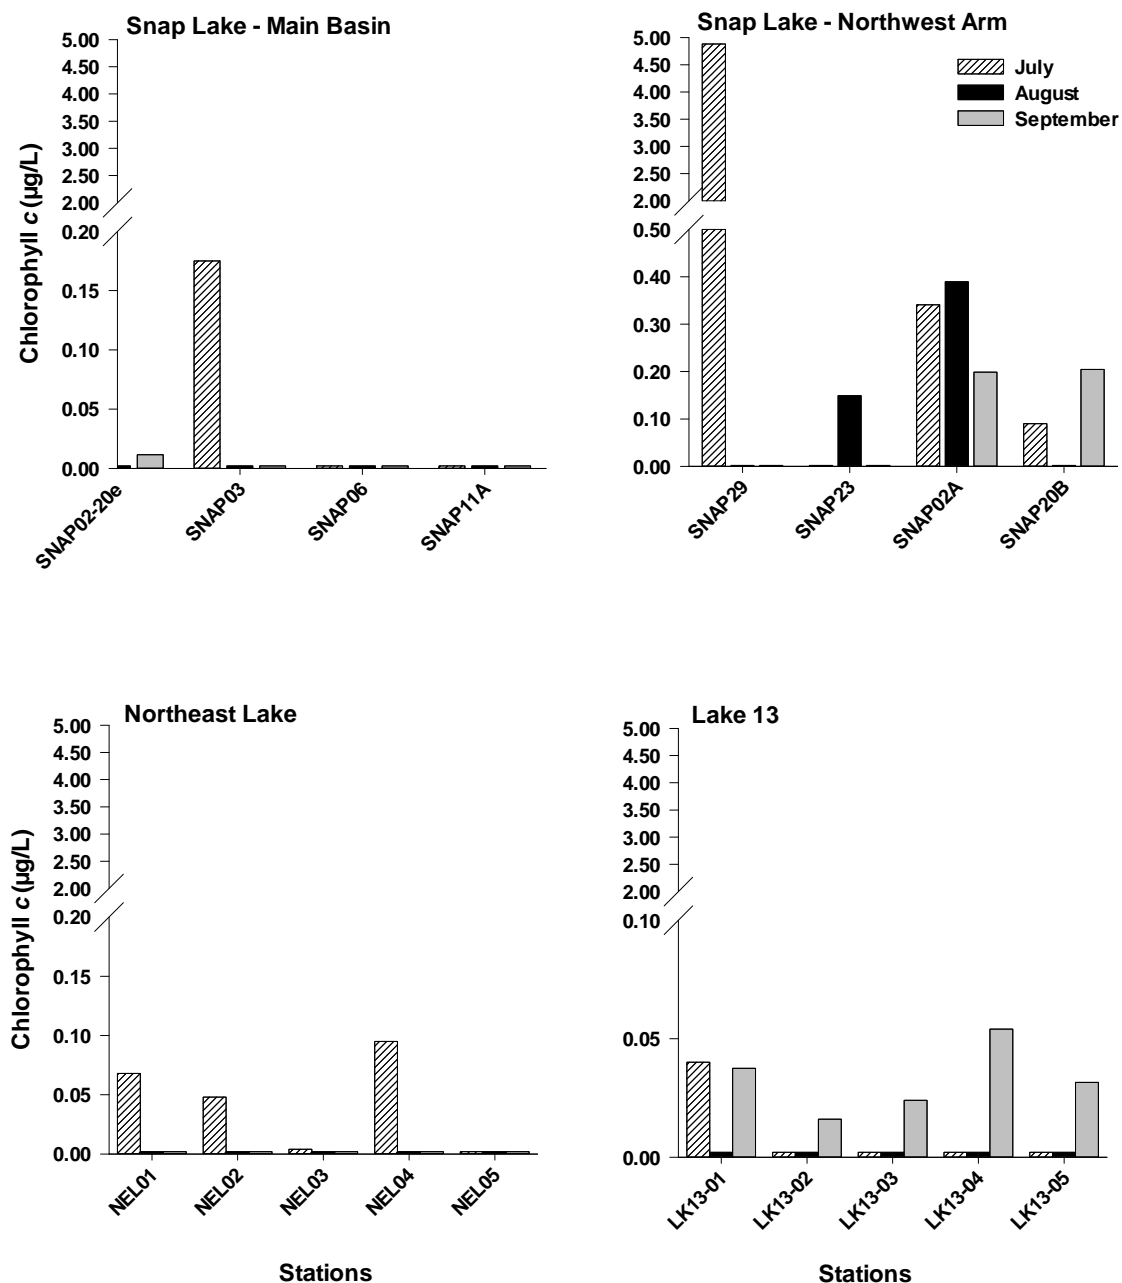 Snap Lake - Main Basin
5.00
4.50
4.00
3.50
3.00
2.50
2.00
0.20
0.15
0.10
0.05
0.00
Chlorophyll c (µg/L)
SNAP02-20e
SNAP03
SNAP06
SNAP11A
Snap Lake - Northwest Arm
5.00
4.50
4.00
3.50
3.00
2.50
2.00
0.50
0.40
0.30
0.20
0.10
0.00
July
August
September
SNAP29
SNAP23
SNAP02A
SNAP20B
Northeast Lake
5.00
4.50
4.00
3.50
3.00
2.50
2.00
0.20
0.15
0.10
0.05
0.00
Chlorophyll c (µg/L)
NEL01
NEL02
NEL03
NEL04
NEL05
Stations
Lake 13
5.00
4.50
4.00
3.50
3.00
2.50
2.00
0.10
0.05
0.00
LK13-01
LK13-02
LK13-03
LK13-04
LK13-05
Stations